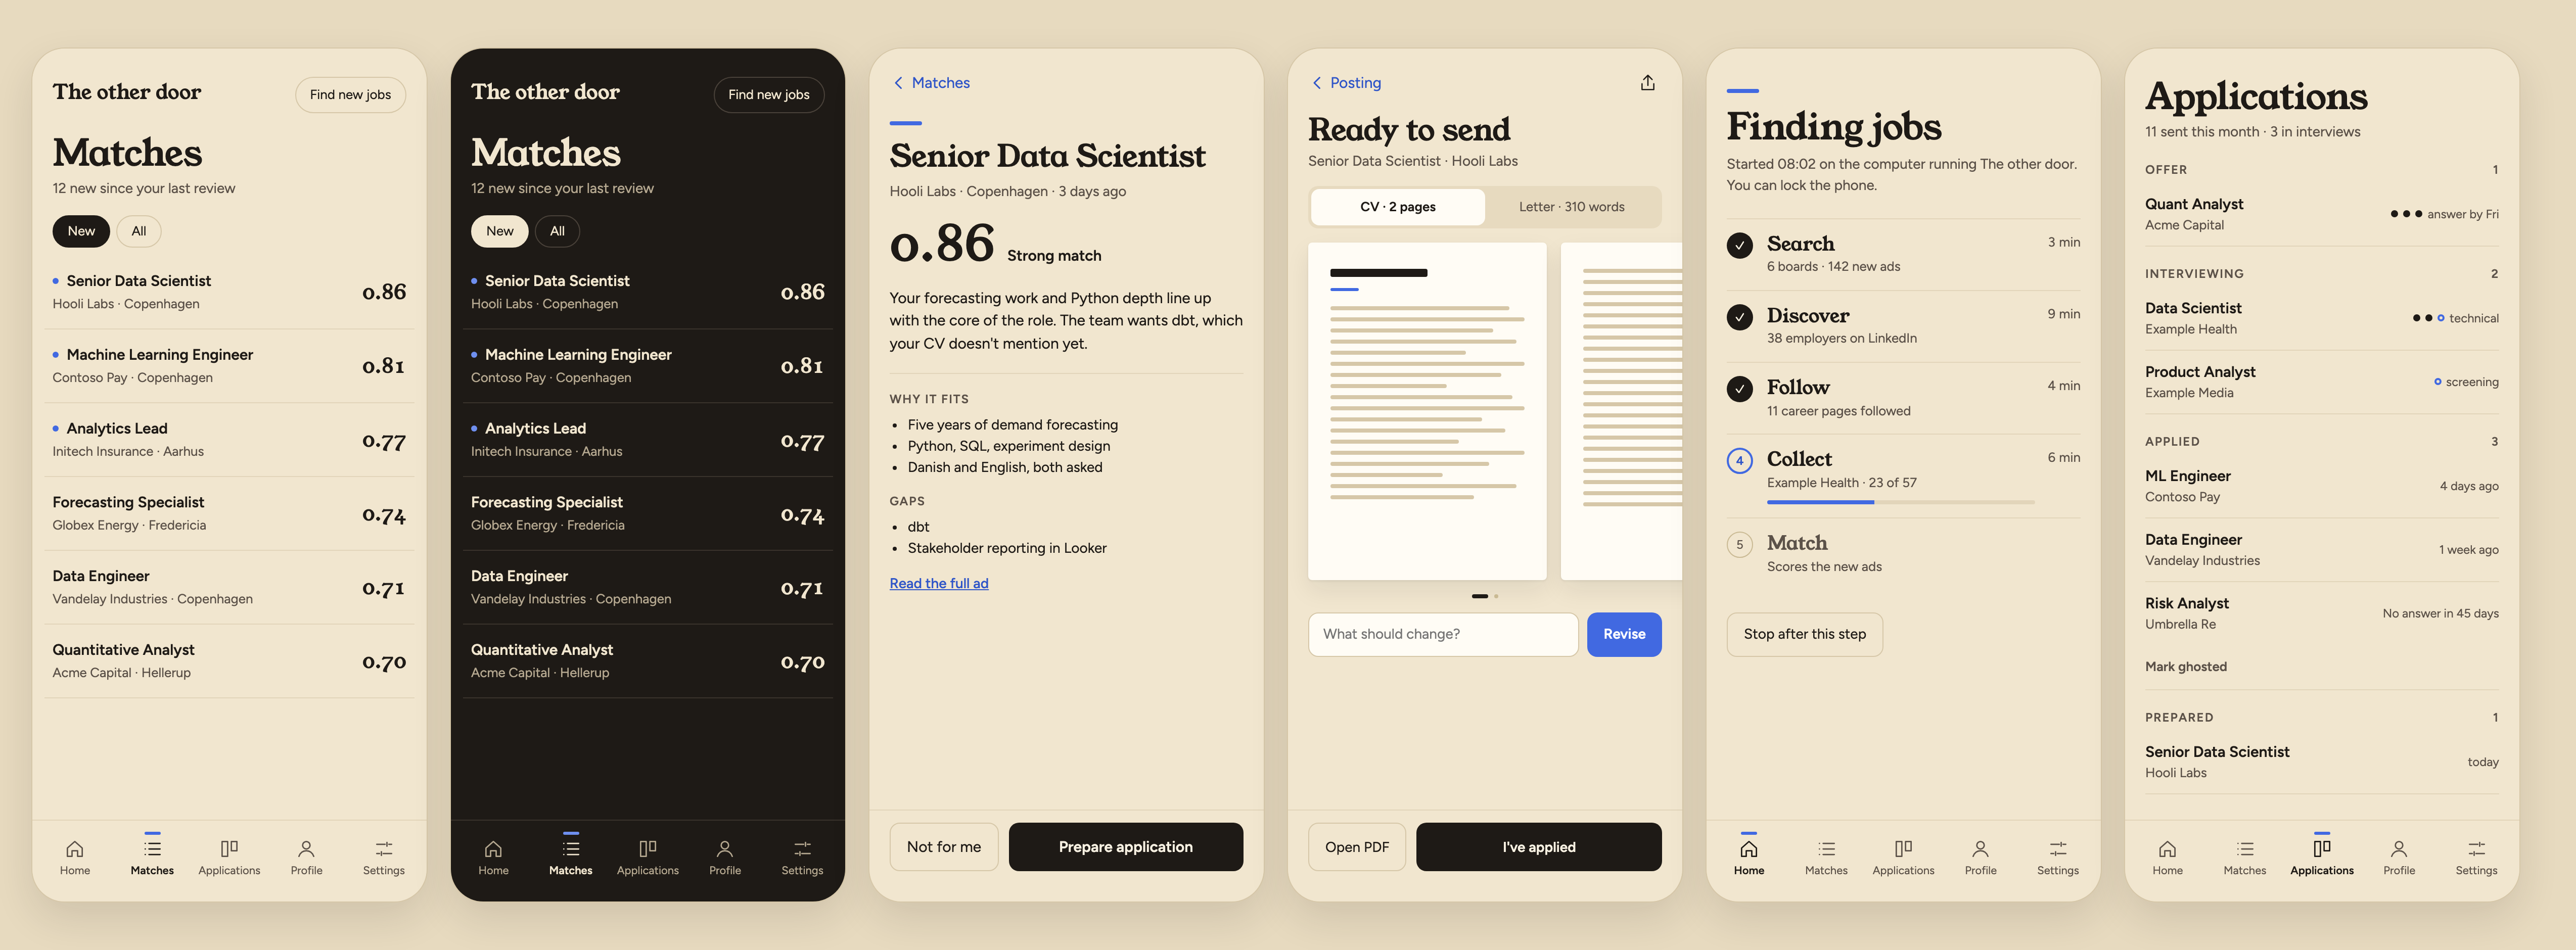 The other door
Find new jobs
Matches
12 new since your last review
New
All
Senior Data Scientist
Hooli Labs · Copenhagen
0.86
Machine Learning Engineer
Contoso Pay · Copenhagen
0.81
Analytics Lead
Initech Insurance · Aarhus
0.77
Forecasting Specialist
Globex Energy · Fredericia
0.74
Data Engineer
Vandelay Industries · Copenhagen
0.71
Quantitative Analyst
Acme Capital · Hellerup
0.70
Home
Matches
Applications
Profile
Settings
The other door
Find new jobs
Matches
12 new since your last review
New
All
Senior Data Scientist
Hooli Labs · Copenhagen
0.86
Machine Learning Engineer
Contoso Pay · Copenhagen
0.81
Analytics Lead
Initech Insurance · Aarhus
0.77
Forecasting Specialist
Globex Energy · Fredericia
0.74
Data Engineer
Vandelay Industries · Copenhagen
0.71
Quantitative Analyst
Acme Capital · Hellerup
0.70
Home
Matches
Applications
Profile
Settings
Matches
Senior Data Scientist
Hooli Labs · Copenhagen · 3 days ago
0.86 Strong match
Your forecasting work and Python depth line up
with the core of the role. The team wants dbt, which
your CV doesn't mention yet.
WHY IT FITS
• Five years of demand forecasting
• Python, SQL, experiment design
• Danish and English, both asked
GAPS
• dbt
• Stakeholder reporting in Looker
Read the full ad
Not for me
Prepare application
Posting
Ready to send
Senior Data Scientist · Hooli Labs
CV · 2 pages
Letter · 310 words
What should change?
Revise
Open PDF
I've applied
Finding jobs
Started 08:02 on the computer running The other door.
You can lock the phone.
Search
3 min
6 boards · 142 new ads
Discover
9 min
38 employers on LinkedIn
Follow
4 min
11 career pages followed
4
Collect
6 min
Example Health · 23 of 57
5
Match
Scores the new ads
Stop after this step
Home
Matches
Applications
Profile
Settings
Applications
11 sent this month · 3 in interviews
OFFER
1
Quant Analyst
Acme Capital
answer by Fri
INTERVIEWING
2
Data Scientist
Example Health
technical
Product Analyst
Example Media
screening
APPLIED
3
ML Engineer
Contoso Pay
4 days ago
Data Engineer
Vandelay Industries
1 week ago
Risk Analyst
Umbrella Re
No answer in 45 days
Mark ghosted
PREPARED
1
Senior Data Scientist
Hooli Labs
today
Home
Matches
Applications
Profile
Settings